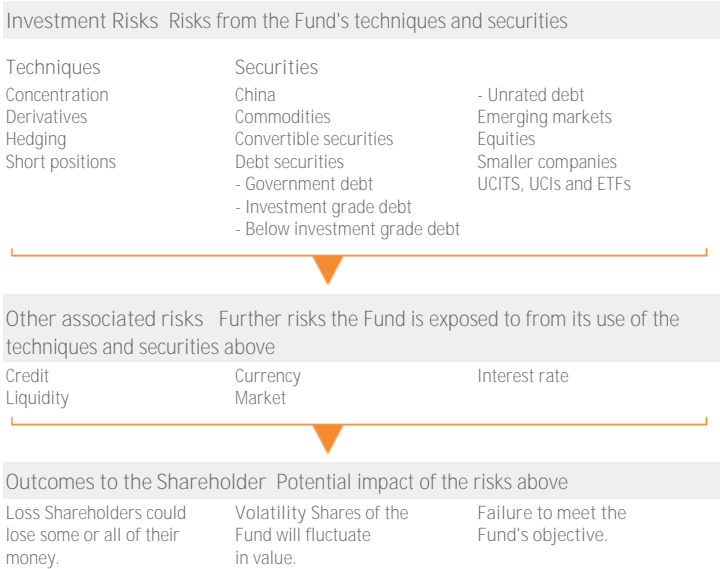 Investment Risks Risks from the Fund's techniques and securities
Techniques
Concentration
Derivatives
Hedging
Short positions
Securities
China
Commodities
Convertible securities
Debt securities
- Government debt
- Investment grade debt
- Below investment grade debt
- Unrated debt
Emerging markets
Equities
Smaller companies
UCITS, UCIs and ETFs
Other associated risks Further risks the Fund is exposed to from its use of the
techniques and securities above
Credit
Liquidity
Currency
Market
Interest rate
Outcomes to the Shareholder Potential impact of the risks above
Loss Shareholders could
lose some or all of their
money.
Volatility Shares of the
Fund will fluctuate
in value.
Failure to meet the
Fund's objective.